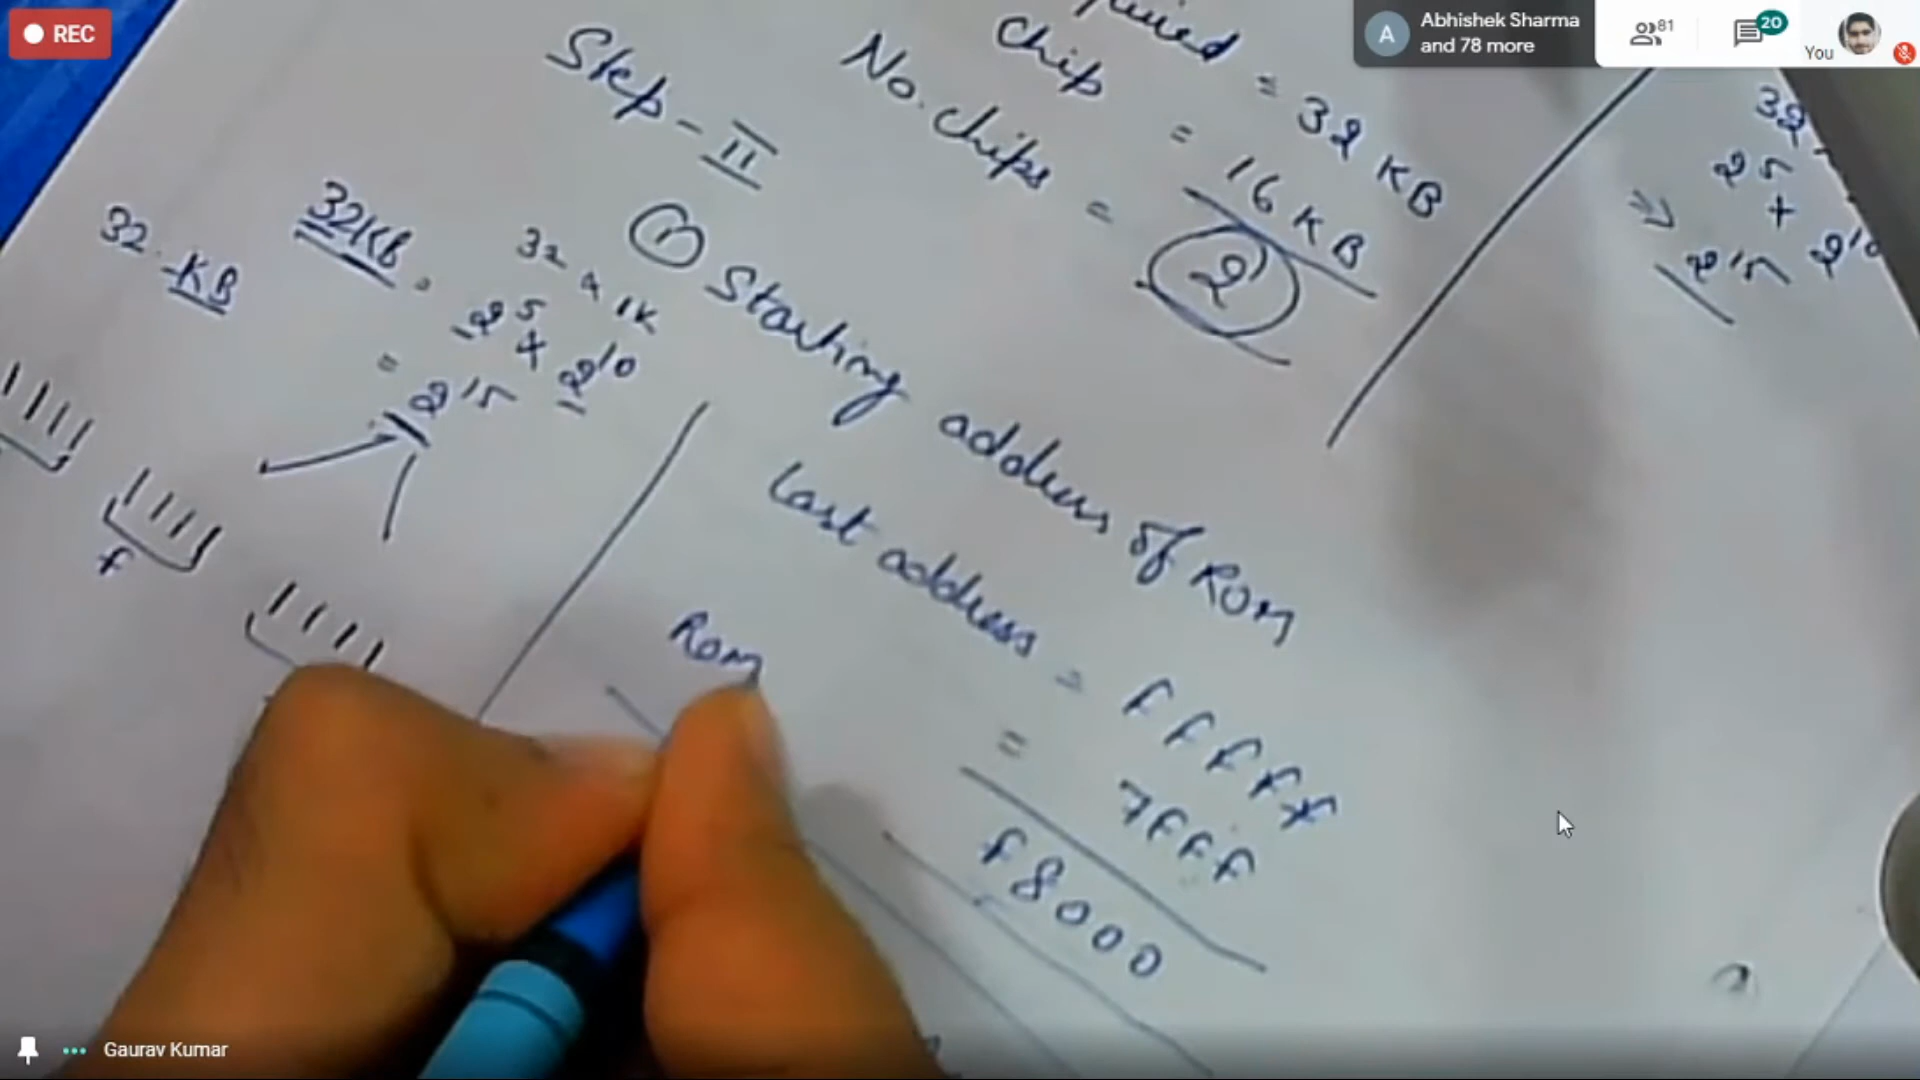 REC
Abhishek Sharma
and 78 more
81
20
You
Chip
= 32 KB
= 16 KB
No. Chips = 2
Step - II
① Starting address of ROM
Last address = fffff
= 7fff
f8000
32 - KB
32KB
32 x 1K
2^5 x 2^10
= 2^15
f
Rom
32
2^5 x 2^10
⇒ 2^15
Gaurav Kumar